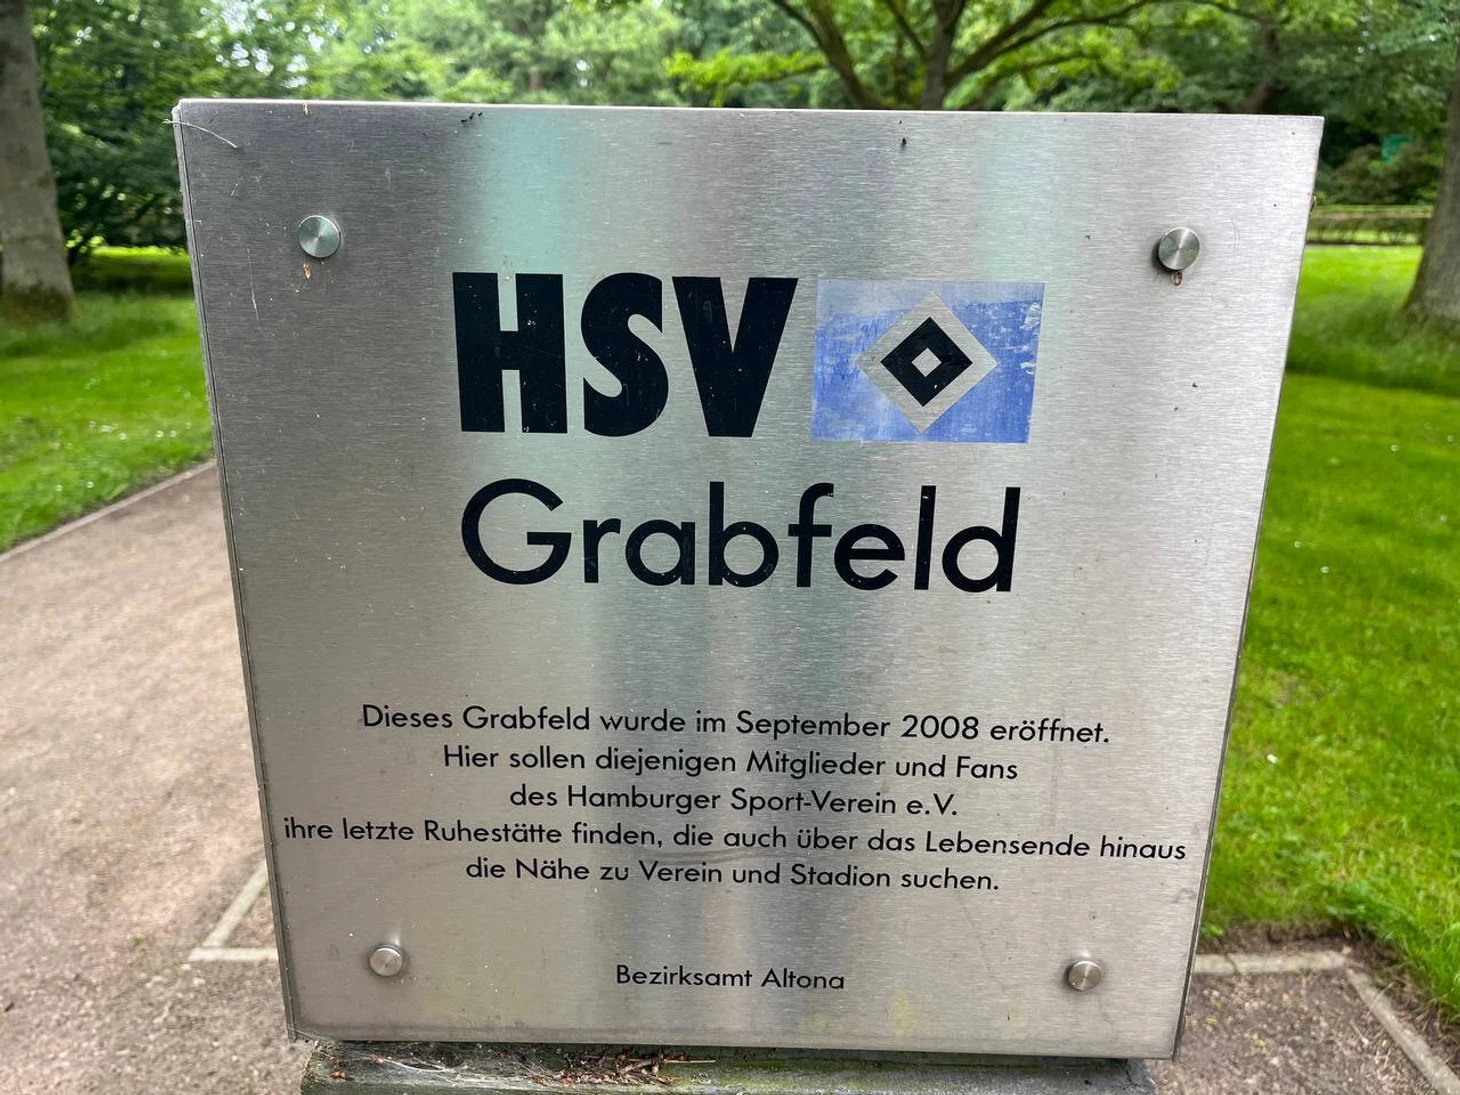 HSV
Grabfeld
Dieses Grabfeld wurde im September 2008 eröffnet.
Hier sollen diejenigen Mitglieder und Fans
des Hamburger Sport-Verein e.V.
ihre letzte Ruhestätte finden, die auch über das Lebensende hinaus
die Nähe zu Verein und Stadion suchen.
Bezirksamt Altona